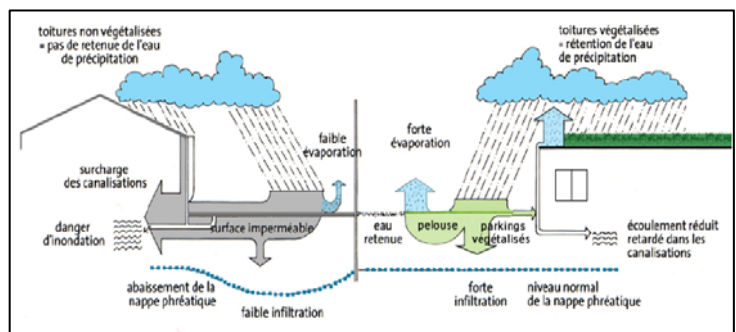 toitures non végétalisées
= pas de retenue de l'eau
de précipitation
toitures végétalisées
= rétention de l'eau
de précipitation
faible
évaporation
forte
évaporation
surcharge
des canalisations
danger
d'inondation
surface imperméable
eau
retenue
pelouse
parkings
végétalisés
écoulement réduit
retardé dans les
canalisations
abaissement de la
nappe phréatique
faible infiltration
forte
infiltration
niveau normal
de la nappe phréatique